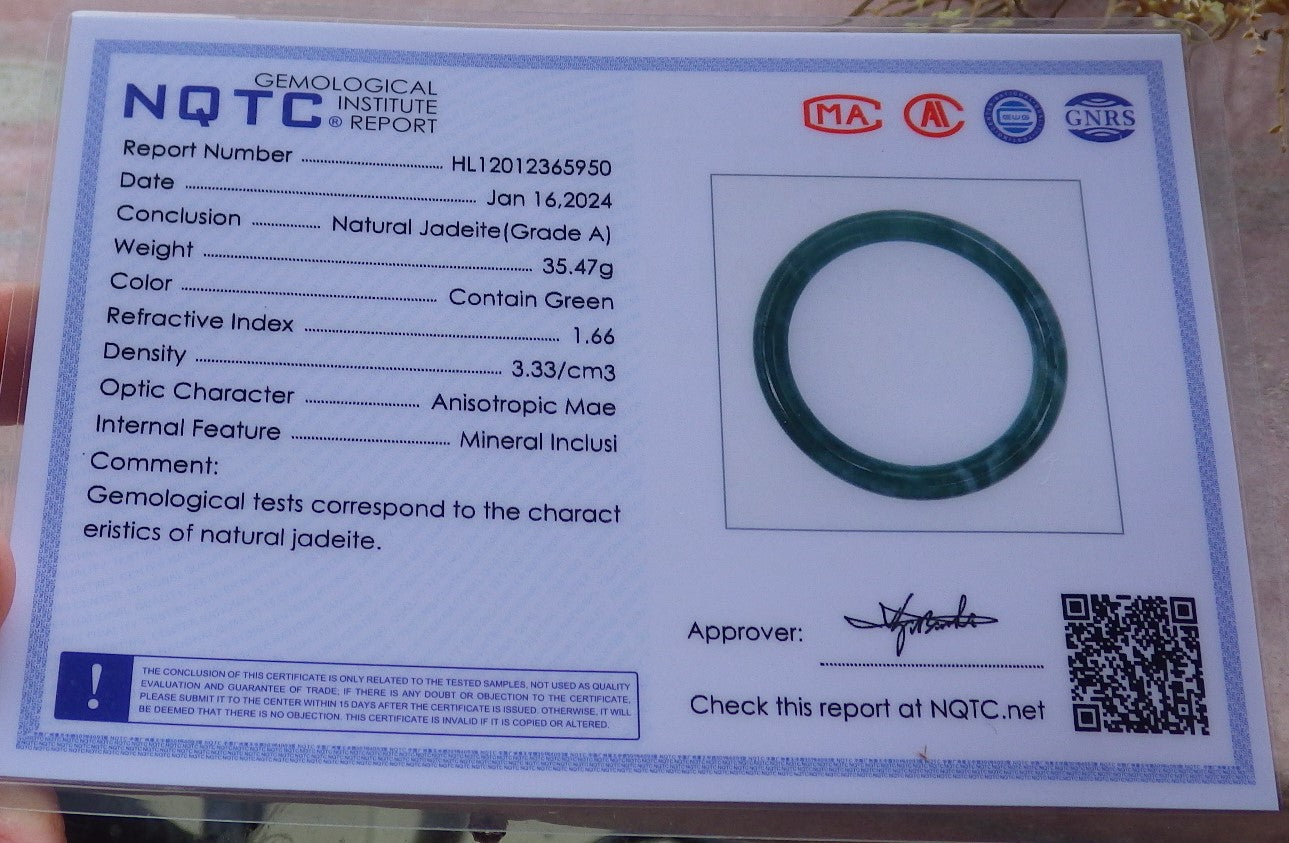 GEMOLOGICAL
NQTC INSTITUTE
® REPORT
MA
AL
GNRS
Report Number HL12012365950
Date Jan 16,2024
Conclusion Natural Jadeite(Grade A)
Weight 35.47g
Color Contain Green
Refractive Index 1.66
Density 3.33/cm3
Optic Character Anisotropic Mae
Internal Feature Mineral Inclusi
Comment:
Gemological tests correspond to the charact
eristics of natural jadeite.
! THE CONCLUSION OF THIS CERTIFICATE IS ONLY RELATED TO THE TESTED SAMPLES, NOT USED AS QUALITY
EVALUATION AND GUARANTEE OF TRADE; IF THERE IS ANY DOUBT OR OBJECTION TO THE CERTIFICATE,
PLEASE SUBMIT IT TO THE CENTER WITHIN 15 DAYS AFTER THE CERTIFICATE IS ISSUED. OTHERWISE, IT WILL
BE DEEMED THAT THERE IS NO OBJECTION. THIS CERTIFICATE IS INVALID IF IT IS COPIED OR ALTERED.
Approver:
Check this report at NQTC.net